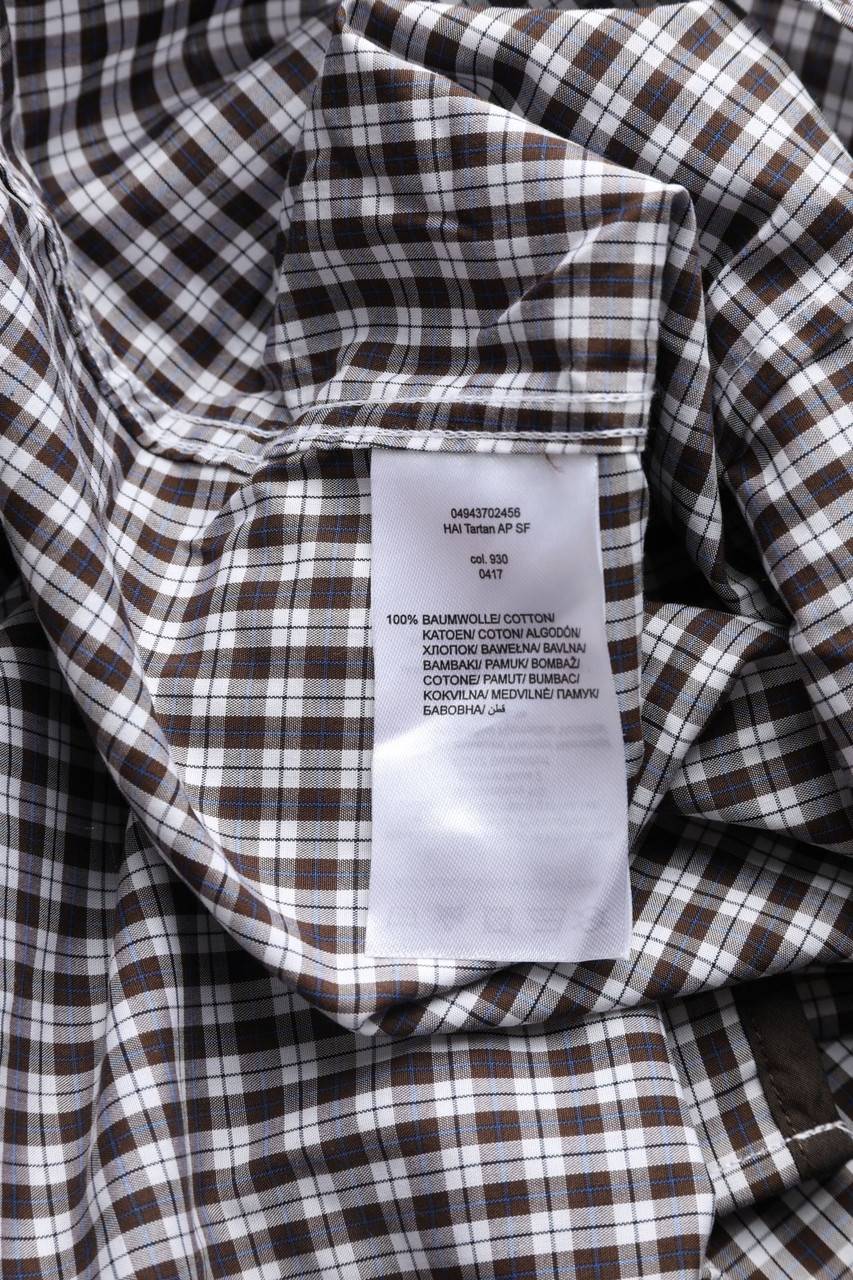 04943702456
HAI Tartan AP SF
col. 930
0417
100% BAUMWOLLE/ COTTON/
KATOEN/ COTON/ ALGODÓN/
ХЛОПОК/ BAWEŁNA/ BAVLNA/
BAMBAKI/ PAMUK/ BOMBAŽ/
COTONE/ PAMUT/ BUMBAC/
KOKVILNA/ MEDVILNĖ/ ПАМУК/
БАВОВНА/ قطن